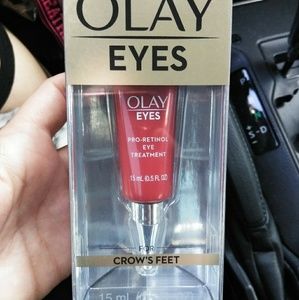 OLAY
EYES
OLAY
EYES
PRO-RETINOL
EYE
TREATMENT
15 mL (0.5 FL OZ)
FOR
CROW'S FEET
15 mL